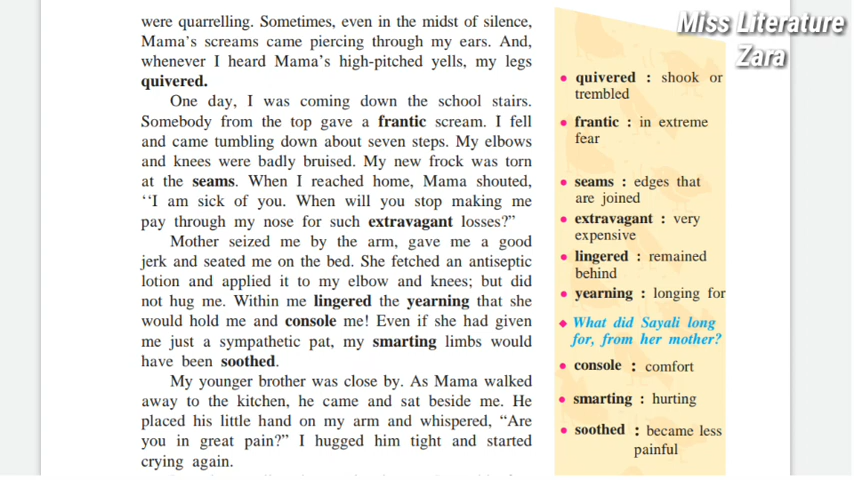 were quarrelling. Sometimes, even in the midst of silence,
Mama's screams came piercing through my ears. And,
whenever I heard Mama's high-pitched yells, my legs
quivered.
One day, I was coming down the school stairs.
Somebody from the top gave a frantic scream. I fell
and came tumbling down about seven steps. My elbows
and knees were badly bruised. My new frock was torn
at the seams. When I reached home, Mama shouted,
‘‘I am sick of you. When will you stop making me
pay through my nose for such extravagant losses?”
Mother seized me by the arm, gave me a good
jerk and seated me on the bed. She fetched an antiseptic
lotion and applied it to my elbow and knees; but did
not hug me. Within me lingered the yearning that she
would hold me and console me! Even if she had given
me just a sympathetic pat, my smarting limbs would
have been soothed.
My younger brother was close by. As Mama walked
away to the kitchen, he came and sat beside me. He
placed his little hand on my arm and whispered, “Are
you in great pain?” I hugged him tight and started
crying again.
Miss Literature
Zara
• quivered : shook or
trembled
• frantic : in extreme
fear
• seams : edges that
are joined
• extravagant : very
expensive
• lingered : remained
behind
• yearning : longing for
◆ What did Sayali long
for, from her mother?
• console : comfort
• smarting : hurting
• soothed : became less
painful